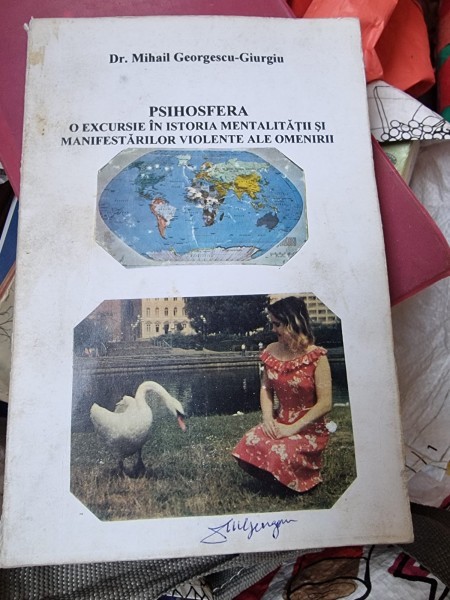 Dr. Mihail Georgescu-Giurgiu
PSIHOSFERA
O EXCURSIE ÎN ISTORIA MENTALITĂȚII ȘI
MANIFESTĂRILOR VIOLENTE ALE OMENIRII